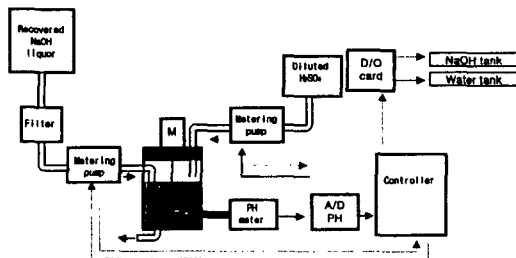 Recovered
NaOH
liquor
Filter
Metering
pump
M
Metering
pump
Diluted
H₂SO₄
D/O
card
NaOH tank
Water tank
PH
meter
A/D
PH
Controller